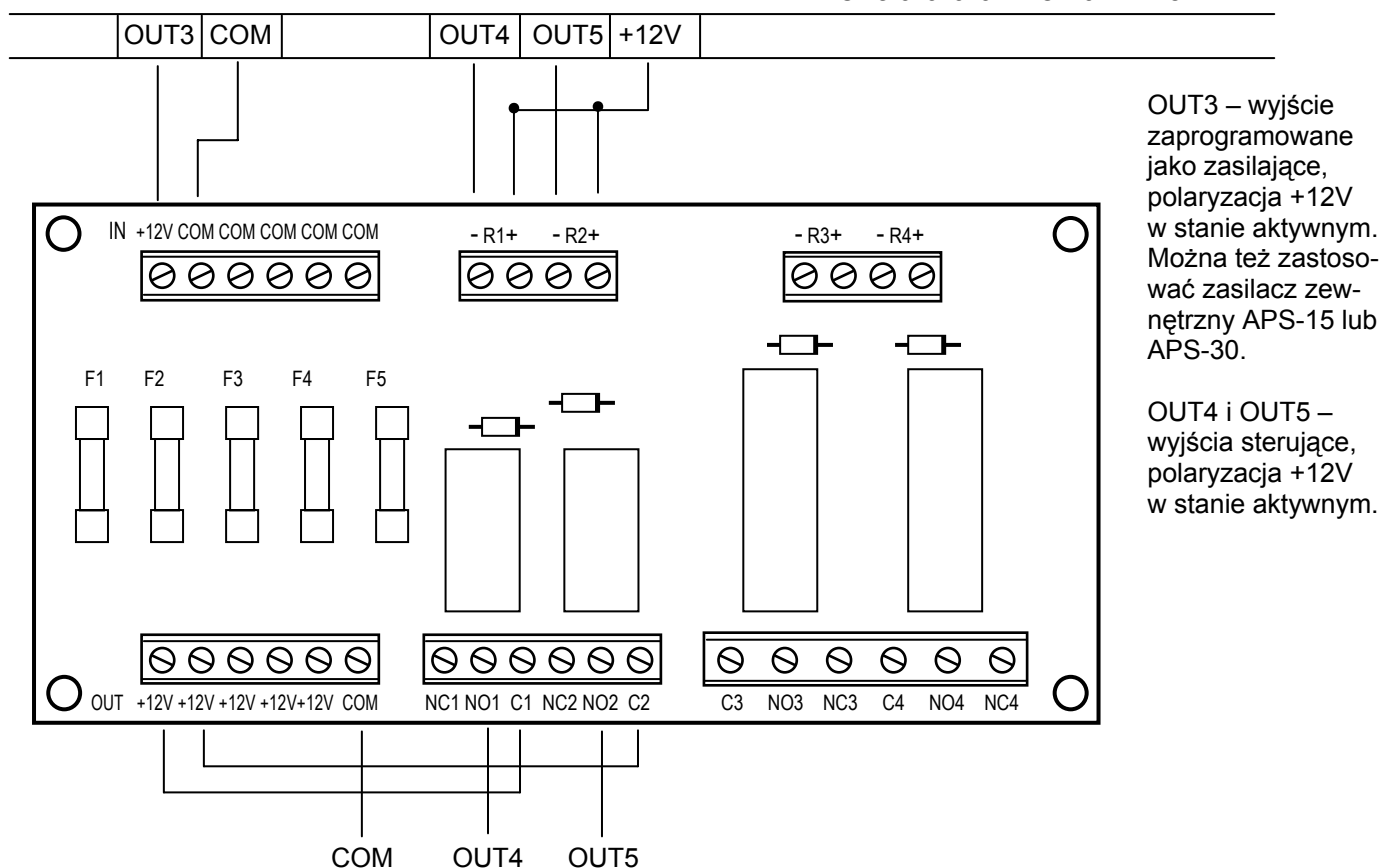 OUT3 COM OUT4 OUT5 +12V
OUT3 – wyjście
zaprogramowane
jako zasilające,
polaryzacja +12V
w stanie aktywnym.
Można też zastoso-
wać zasilacz zew-
nętrzny APS-15 lub
APS-30.
OUT4 i OUT5 –
wyjścia sterujące,
polaryzacja +12V
w stanie aktywnym.
IN +12V COM COM COM COM COM
- R1+ - R2+
- R3+ - R4+
F1 F2 F3 F4 F5
OUT +12V +12V +12V +12V+12V COM
NC1 NO1 C1 NC2 NO2 C2
C3 NO3 NC3 C4 NO4 NC4
COM OUT4 OUT5